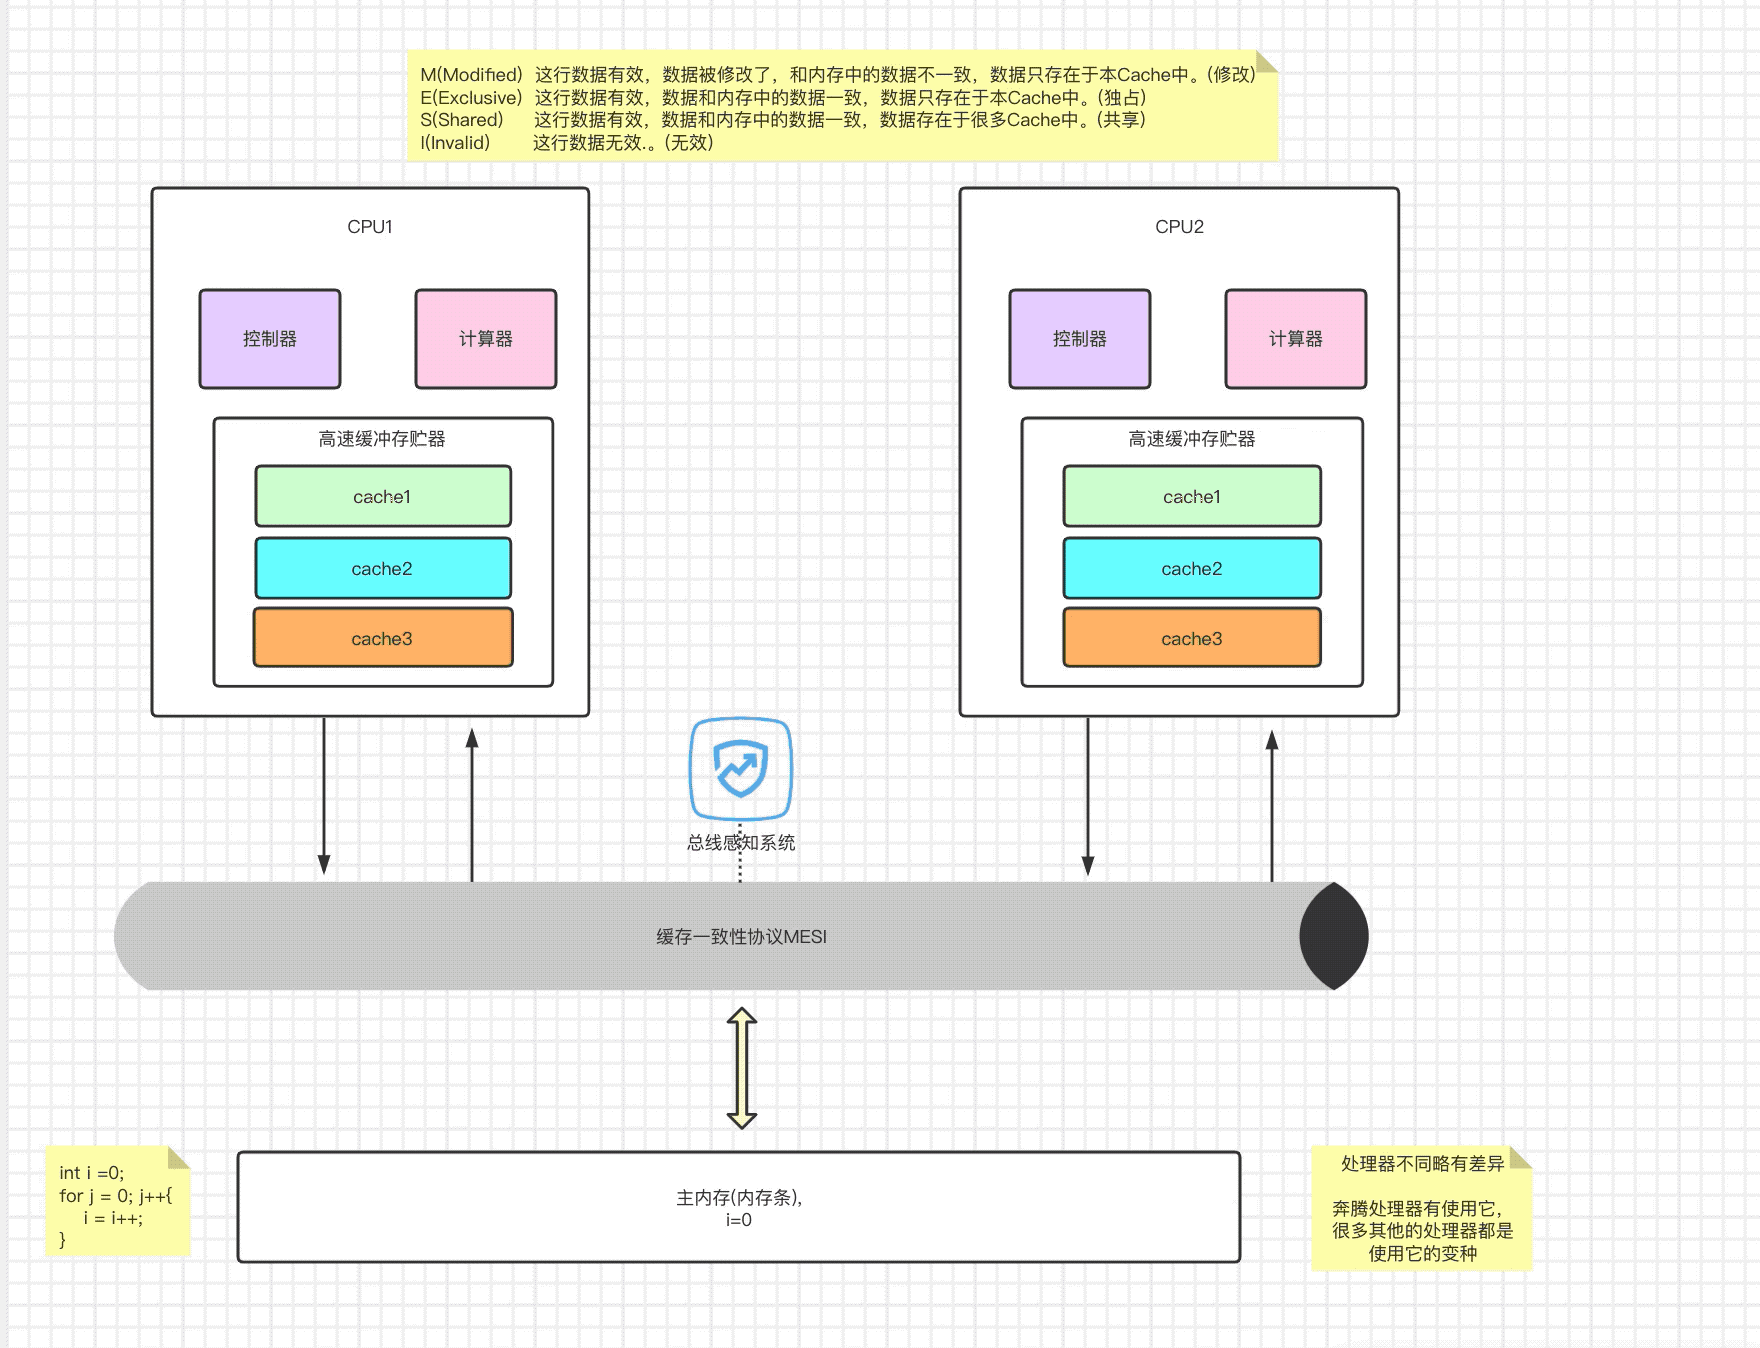 M(Modified) 这行数据有效，数据被修改了，和内存中的数据不一致，数据只存在于本Cache中。(修改)
E(Exclusive) 这行数据有效，数据和内存中的数据一致，数据只存在于本Cache中。(独占)
S(Shared) 这行数据有效，数据和内存中的数据一致，数据存在于很多Cache中。(共享)
I(Invalid) 这行数据无效.。(无效)
CPU1
控制器
计算器
高速缓冲存贮器
cache1
cache2
cache3
CPU2
控制器
计算器
高速缓冲存贮器
cache1
cache2
cache3
总线感知系统
缓存一致性协议MESI
int i =0;
for j = 0; j++{
i = i++;
}
主内存(内存条),
i=0
处理器不同略有差异
奔腾处理器有使用它，
很多其他的处理器都是
使用它的变种